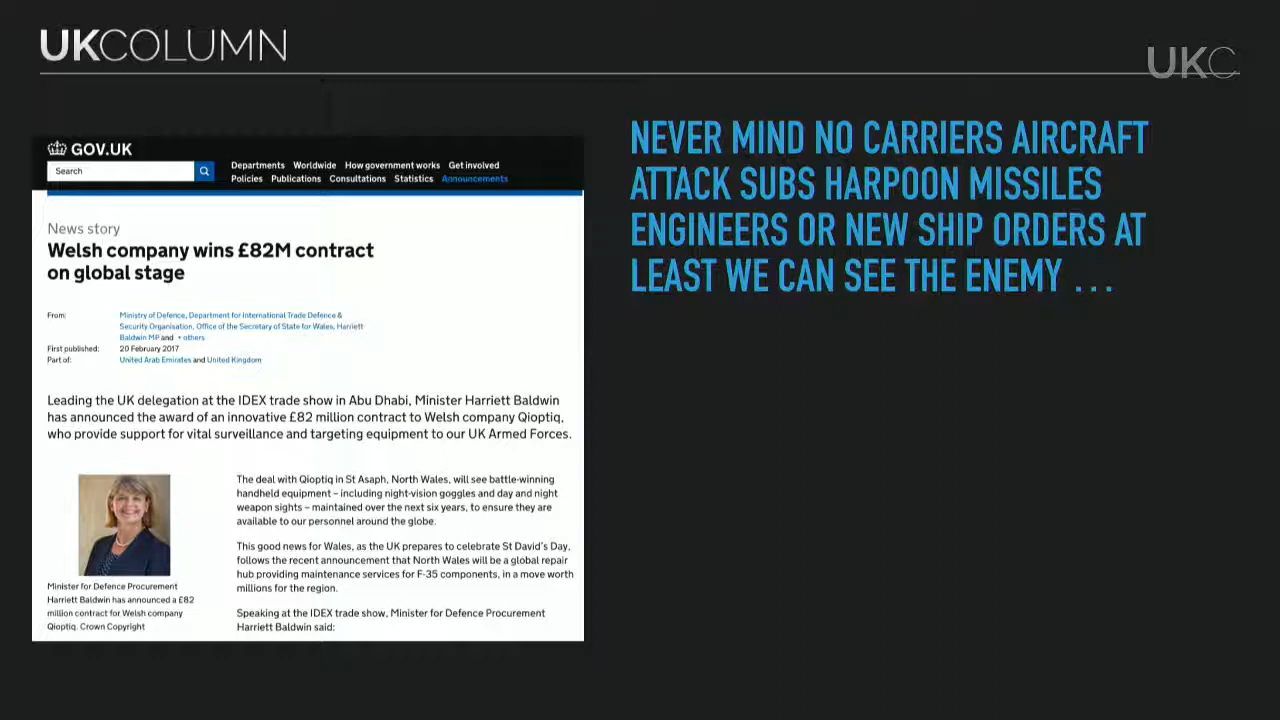 UKCOLUMN
UKC
NEVER MIND NO CARRIERS AIRCRAFT
ATTACK SUBS HARPOON MISSILES
ENGINEERS OR NEW SHIP ORDERS AT
LEAST WE CAN SEE THE ENEMY ...
GOV.UK
Search
Departments Worldwide How government works Get involved
Policies Publications Consultations Statistics Announcements
News story
Welsh company wins £82M contract
on global stage
From: Ministry of Defence, Department for International Trade Defence &
Security Organisation, Office of the Secretary of State for Wales, Harriett
Baldwin MP and + others
First published: 20 February 2017
Part of: United Arab Emirates and United Kingdom
Leading the UK delegation at the IDEX trade show in Abu Dhabi, Minister Harriett Baldwin
has announced the award of an innovative £82 million contract to Welsh company Qioptiq,
who provide support for vital surveillance and targeting equipment to our UK Armed Forces.
Minister for Defence Procurement
Harriett Baldwin has announced a £82
million contract for Welsh company
Qioptiq. Crown Copyright
The deal with Qioptiq in St Asaph, North Wales, will see battle-winning
handheld equipment – including night-vision goggles and day and night
weapon sights – maintained over the next six years, to ensure they are
available to our personnel around the globe.
This good news for Wales, as the UK prepares to celebrate St David's Day,
follows the recent announcement that North Wales will be a global repair
hub providing maintenance services for F-35 components, in a move worth
millions for the region.
Speaking at the IDEX trade show, Minister for Defence Procurement
Harriett Baldwin said: